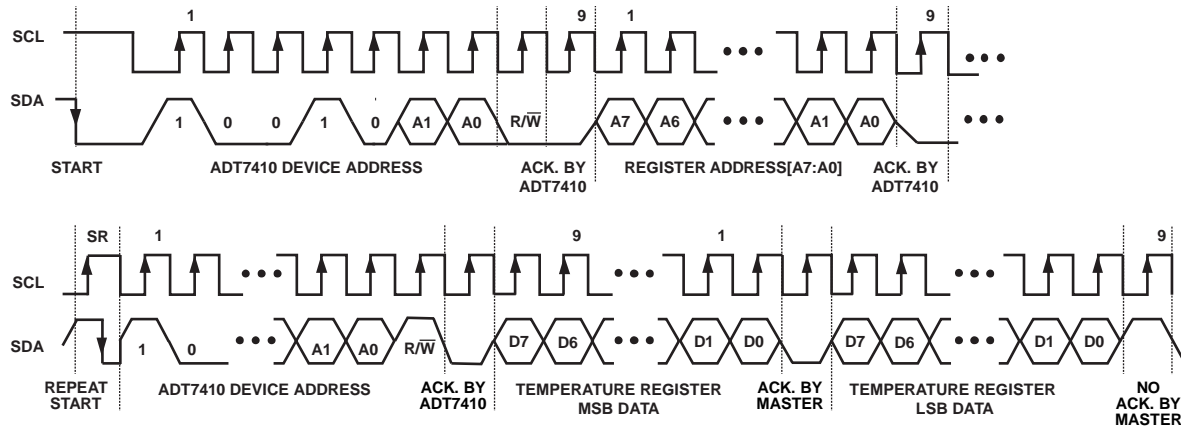 1 9 1 9
SCL
SDA
1 0 0 1 0 A1 A0 R/W̅ A7 A6 A1 A0
START ADT7410 DEVICE ADDRESS ACK. BY ADT7410 REGISTER ADDRESS[A7:A0] ACK. BY ADT7410
SR 1 9 1 9
SCL
SDA
1 0 A1 A0 R/W̅ D7 D6 D1 D0 D7 D6 D1 D0
REPEAT START
ADT7410 DEVICE ADDRESS
ACK. BY ADT7410
TEMPERATURE REGISTER MSB DATA
ACK. BY MASTER
TEMPERATURE REGISTER LSB DATA
NO ACK. BY MASTER